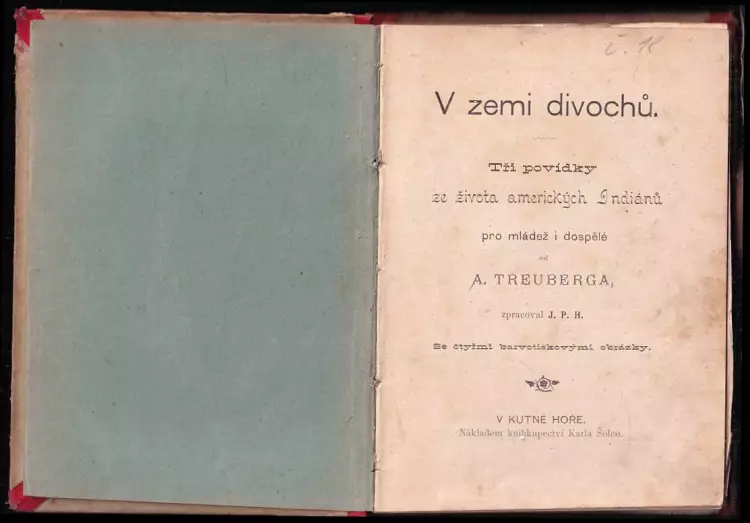 č. 18
V zemi divochů.
Tři povídky
ze života amerických Indiánů
pro mládež i dospělé
od
A. TREUBERGA,
zpracoval J. P. H.
Se čtyřmi barvotiskovými obrázky.
V KUTNÉ HOŘE.
Nákladem knihkupectví Karla Šolce.